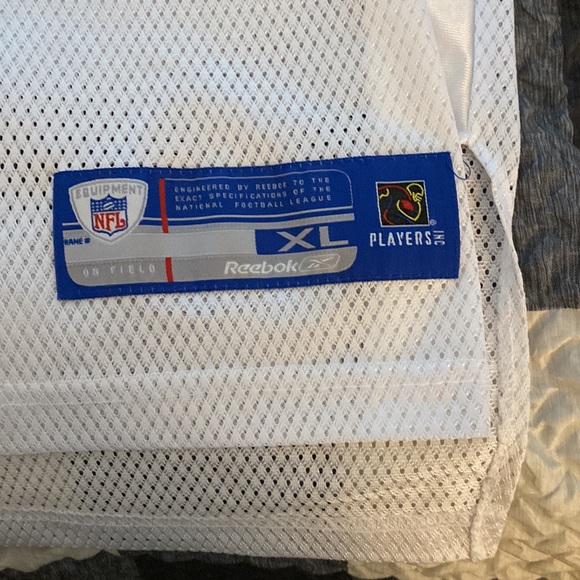 EQUIPMENT
NFL
NAME #
ON FIELD
ENGINEERED BY REEBOK TO THE
EXACT SPECIFICATIONS OF THE
NATIONAL FOOTBALL LEAGUE
XL
Reebok
PLAYERS INC